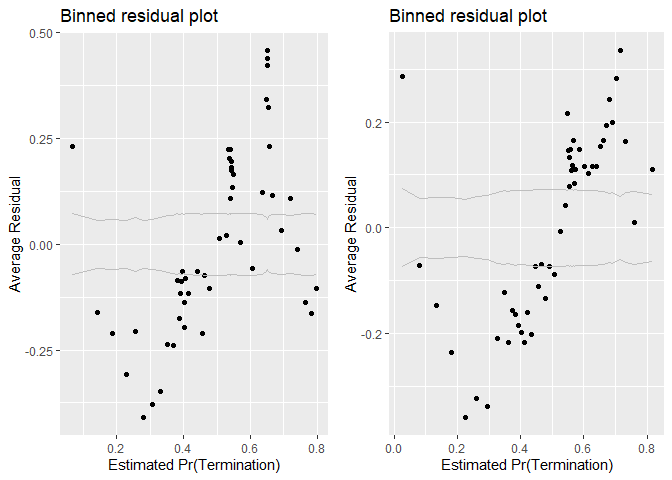 Binned residual plot
Average Residual
0.50
0.25
0.00
-0.25
0.2 0.4 0.6 0.8
Estimated Pr(Termination)
Binned residual plot
Average Residual
0.2
0.0
-0.2
0.0 0.2 0.4 0.6 0.8
Estimated Pr(Termination)